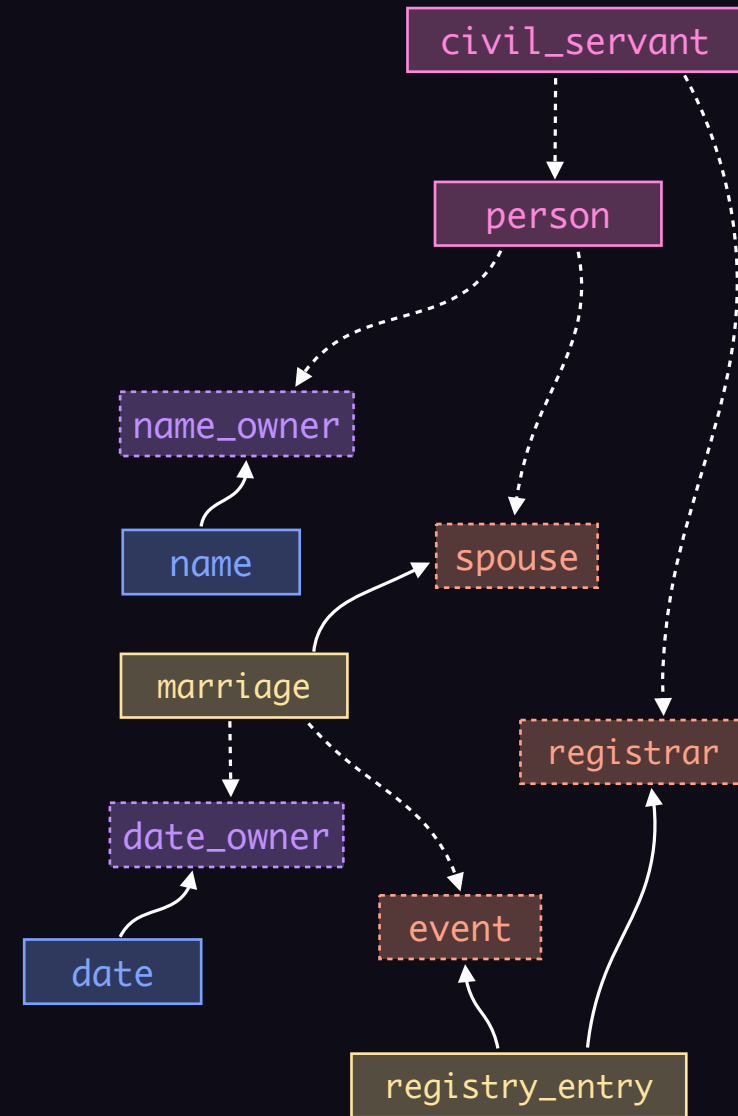 civil_servant
person
name_owner
name
spouse
marriage
registrar
date_owner
event
date
registry_entry